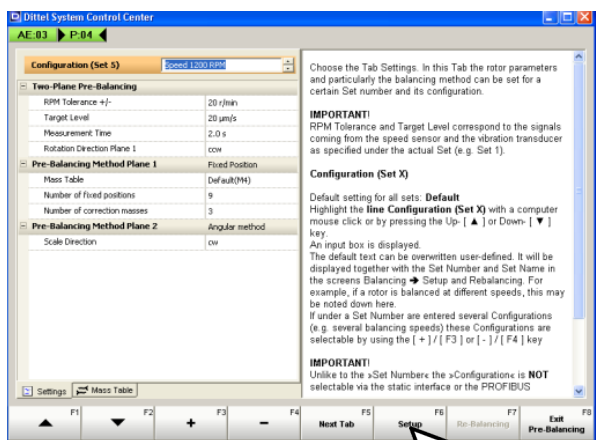 Dittel System Control Center
AE:03 P:04
Configuration (Set 5) Speed 1200 RPM
Two-Plane Pre-Balancing
RPM Tolerance +/- 20 r/min
Target Level 20 µm/s
Measurement Time 2.0 s
Rotation Direction Plane 1 ccw
Pre-Balancing Method Plane 1 Fixed Position
Mass Table Default(M4)
Number of fixed positions 9
Number of correction masses 3
Pre-Balancing Method Plane 2 Angular method
Scale Direction cw
Settings Mass Table
Choose the Tab Settings. In this Tab the rotor parameters
and particularly the balancing method can be set for a
certain Set number and its configuration.
IMPORTANT!
RPM Tolerance and Target Level correspond to the signals
coming from the speed sensor and the vibration transducer
as specified under the actual Set (e.g. Set 1).
Configuration (Set X)
Default setting for all sets: Default
Highlight the line Configuration (Set X) with a computer
mouse click or by pressing the Up- [ ▲ ] or Down- [ ▼ ]
key.
An input box is displayed.
The default text can be overwritten user-defined. It will be
displayed together with the Set Number and Set Name in
the screens Balancing ➔ Setup and Rebalancing. For
example, if a rotor is balanced at different speeds, this may
be noted down here.
If under a Set Number are entered several Configurations
(e.g. several balancing speeds) these Configurations are
selectable by using the [ + ] / [ F3 ] or [ - ] / [ F4 ] key
IMPORTANT!
Unlike to the »Set Number« the »Configuration« is NOT
selectable via the static interface or the PROFIBUS
▲ F1 ▼ F2 + F3 - F4 Next Tab F5 Setup F6 Re-Balancing F7 Exit Pre-Balancing F8